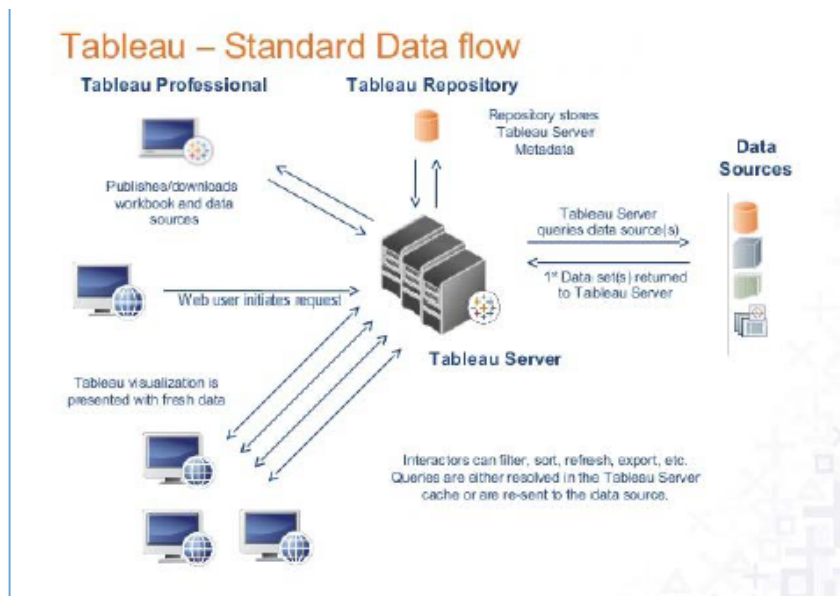 Tableau – Standard Data flow
Tableau Professional
Tableau Repository
Repository stores
Tableau Server
Metadata
Data
Sources
Publishes/downloads
workbook and data
sources
Tableau Server
queries data source(s)
1st Data set(s) returned
to Tableau Server
Web user initiates request
Tableau Server
Tableau visualization is
presented with fresh data
Interactors can filter, sort, refresh, export, etc.
Queries are either resolved in the Tableau Server
cache or are re-sent to the data source.